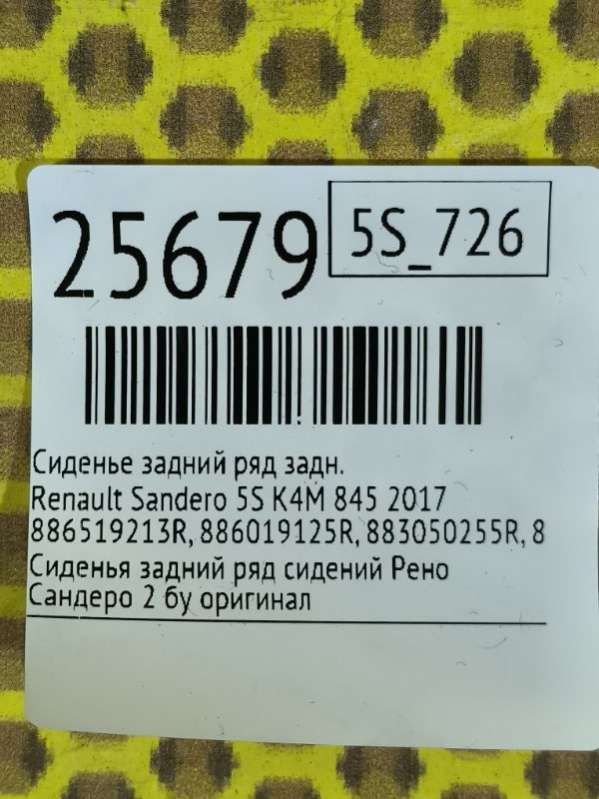 25679
5S_726
Сиденье задний ряд задн.
Renault Sandero 5S K4M 845 2017
886519213R, 886019125R, 883050255R, 8
Сиденья задний ряд сидений Рено
Сандеро 2 бу оригинал